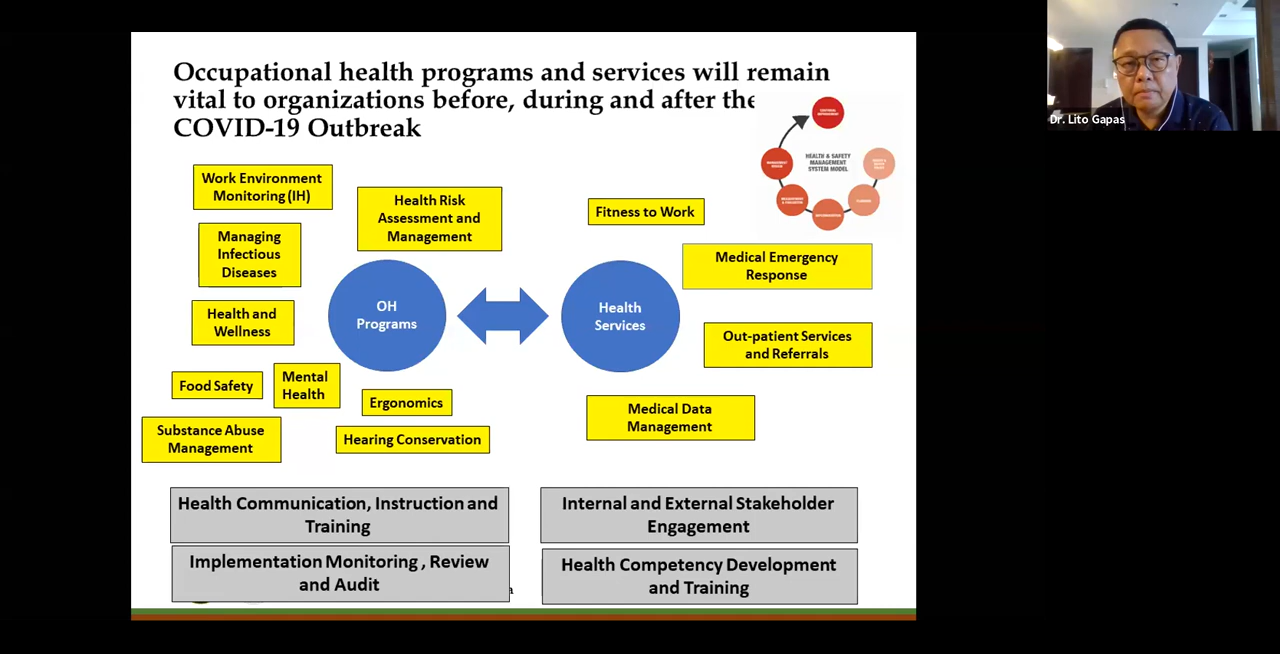 Occupational health programs and services will remain
vital to organizations before, during and after the
COVID-19 Outbreak
HEALTH & SAFETY
MANAGEMENT
SYSTEM MODEL
Work Environment
Monitoring (IH)
Health Risk
Assessment and
Management
Fitness to Work
Managing
Infectious
Diseases
Medical Emergency
Response
Health and
Wellness
OH
Programs
Health
Services
Out-patient Services
and Referrals
Food Safety
Mental
Health
Ergonomics
Medical Data
Management
Substance Abuse
Management
Hearing Conservation
Health Communication, Instruction and
Training
Internal and External Stakeholder
Engagement
Implementation Monitoring , Review
and Audit
Health Competency Development
and Training
Dr. Lito Gapas